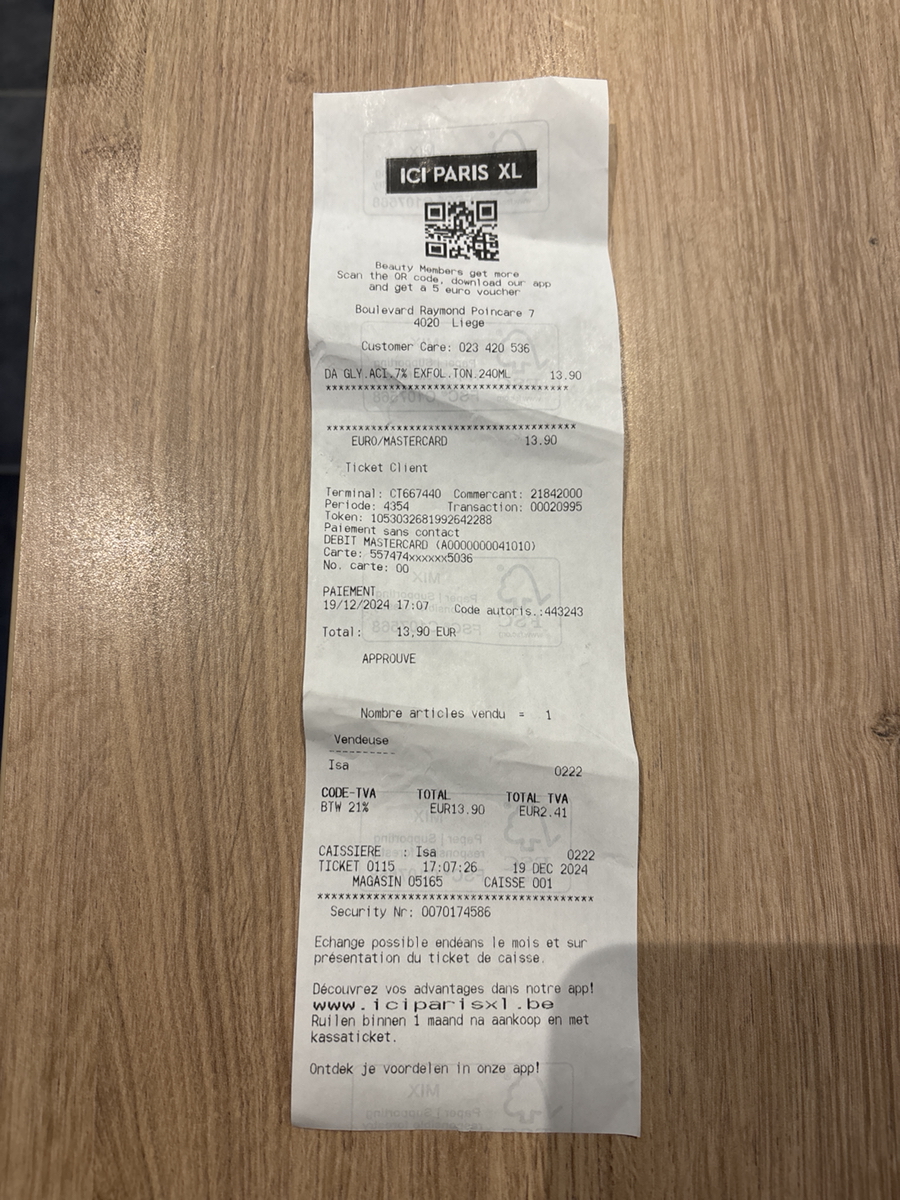 ICI PARIS XL
Beauty Members get more
Scan the QR code, download our app
and get a 5 euro voucher
Boulevard Raymond Poincare 7
4020 Liege
Customer Care: 023 420 536
DA GLY.ACI.7% EXFOL.TON.240ML 13.90
****************************************
****************************************
EURO/MASTERCARD 13.90
Ticket Client
Terminal: CT667440 Commercant: 21842000
Periode: 4354 Transaction: 00020995
Token: 1053032681992642288
Paiement sans contact
DEBIT MASTERCARD (A0000000041010)
Carte: 557474xxxxxx5036
No. carte: 00
PAIEMENT
19/12/2024 17:07 Code autoris.:443243
Total: 13,90 EUR
APPROUVE
Nombre articles vendu = 1
Vendeuse
----------
Isa 0222
CODE-TVA TOTAL TOTAL TVA
BTW 21% EUR13.90 EUR2.41
CAISSIERE : Isa 0222
TICKET 0115 17:07:26 19 DEC 2024
MAGASIN 05165 CAISSE 001
******************************************
Security Nr: 0070174586
Echange possible endéans le mois et sur
présentation du ticket de caisse.
Découvrez vos advantages dans notre app!
www.iciparisxl.be
Ruilen binnen 1 maand na aankoop en met
kassaticket.
Ontdek je voordelen in onze app!